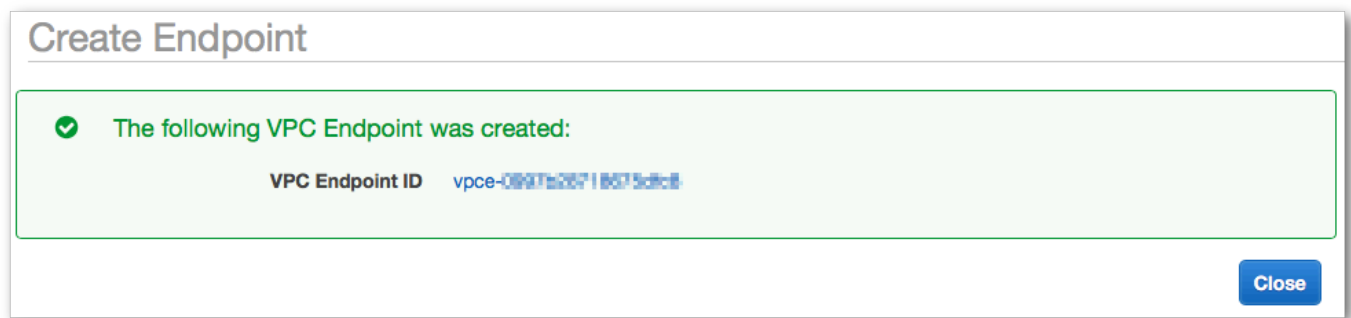 Create Endpoint
The following VPC Endpoint was created:
VPC Endpoint ID vpce-
Close